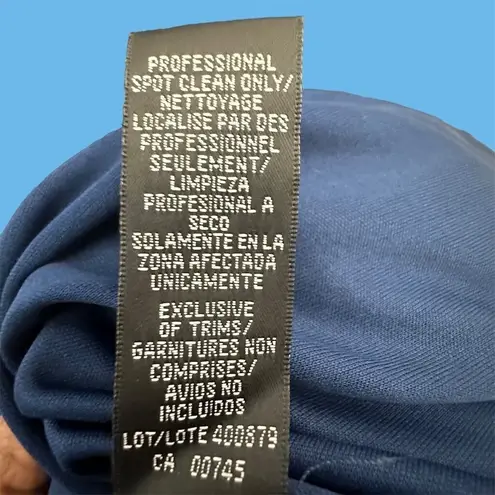 PROFESSIONAL
SPOT CLEAN ONLY/
NETTOYAGE
LOCALISE PAR DES
PROFESSIONNEL
SEULEMENT/
LIMPIEZA
PROFESIONAL A
SECO
SOLAMENTE EN LA
ZONA AFECTADA
UNICAMENTE
EXCLUSIVE
OF TRIMS/
GARNITURES NON
COMPRISES/
AVIOS NO
INCLUIDOS
LOT/LOTE 400879
CA 00745